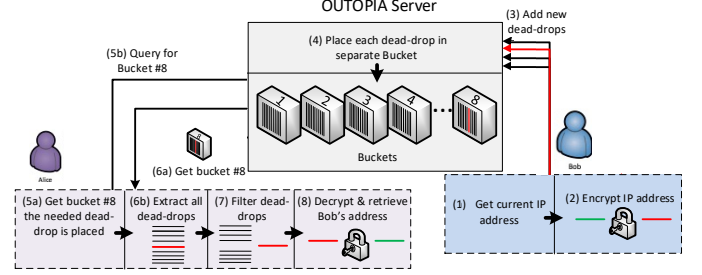 OUTOPIA Server
(3) Add new
dead-drops
(4) Place each dead-drop in
separate Bucket
(5b) Query for
Bucket #8
1 2 3 4 ... 8
8
Buckets
(6a) Get bucket #8
Alice
Bob
(5a) Get bucket #8
the needed dead-
drop is placed
(6b) Extract all
dead-drops
(7) Filter dead-
drops
(8) Decrypt & retrieve
Bob's address
(1) Get current IP
address
(2) Encrypt IP address